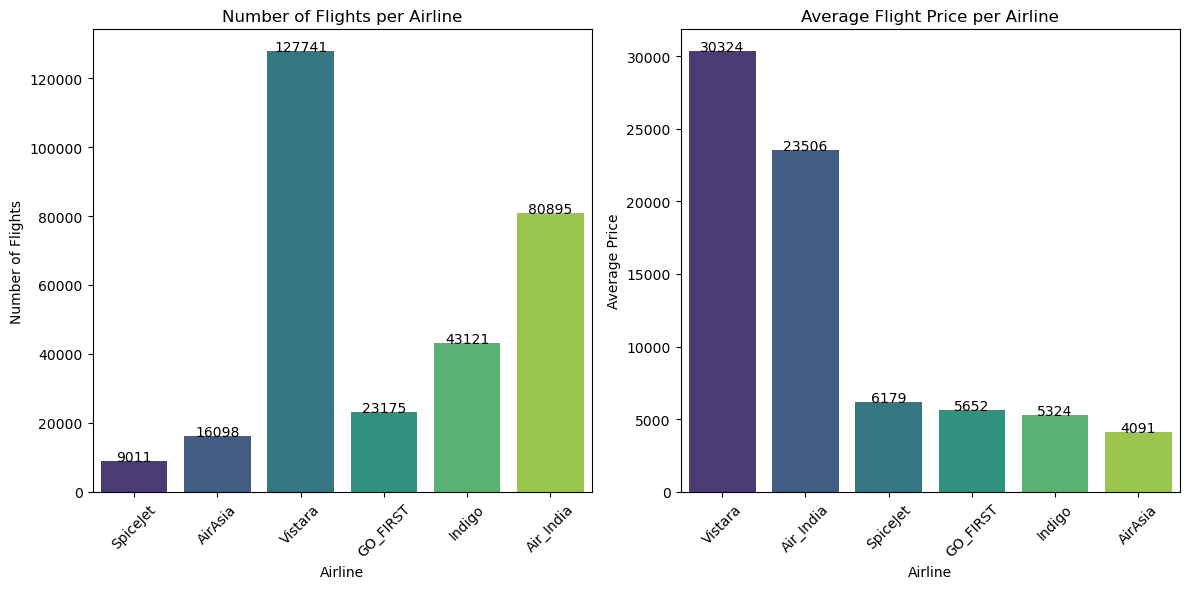 Number of Flights per Airline
Number of Flights
120000
100000
80000
60000
40000
20000
0
9011
16098
127741
23175
43121
80895
SpiceJet
AirAsia
Vistara
GO_FIRST
Indigo
Air_India
Airline
Average Flight Price per Airline
Average Price
30000
25000
20000
15000
10000
5000
0
30324
23506
6179
5652
5324
4091
Vistara
Air_India
SpiceJet
GO_FIRST
Indigo
AirAsia
Airline